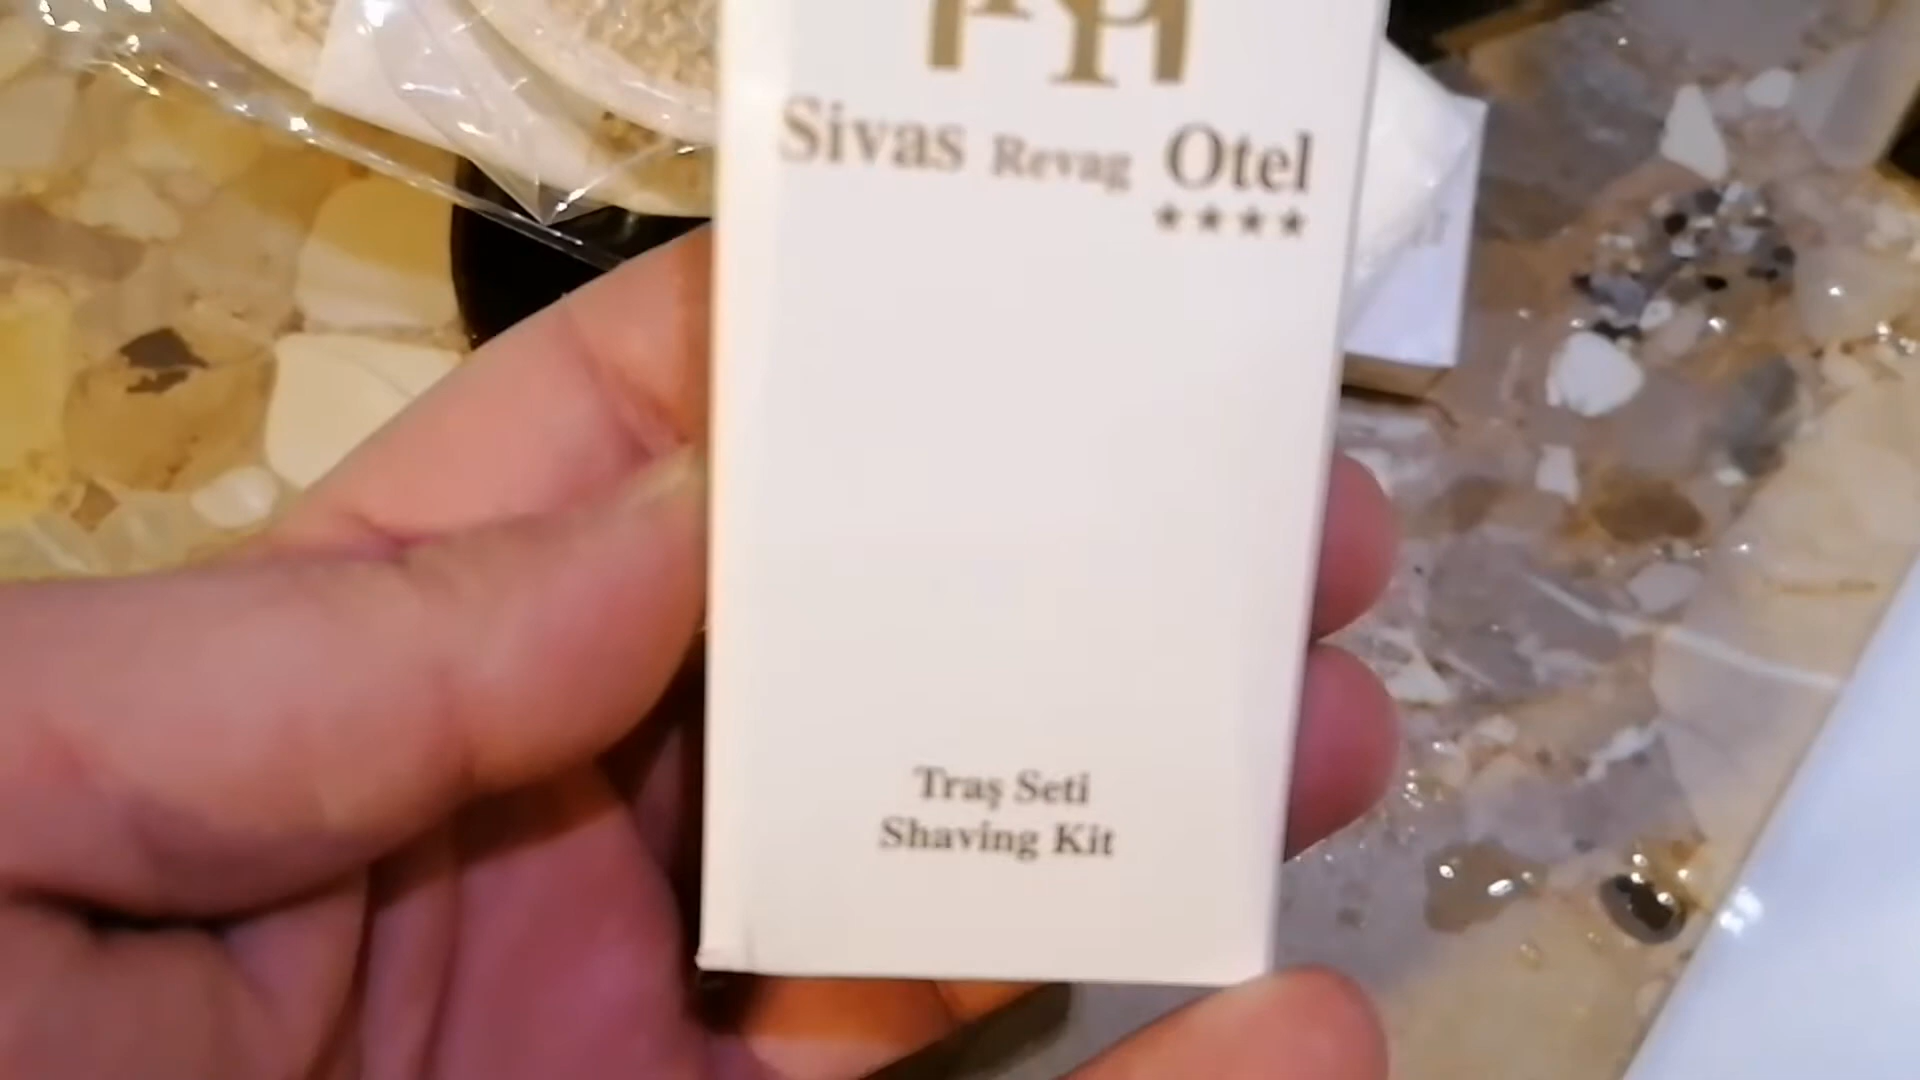 Sivas Revag Otel
★★★★
Traş Seti
Shaving Kit